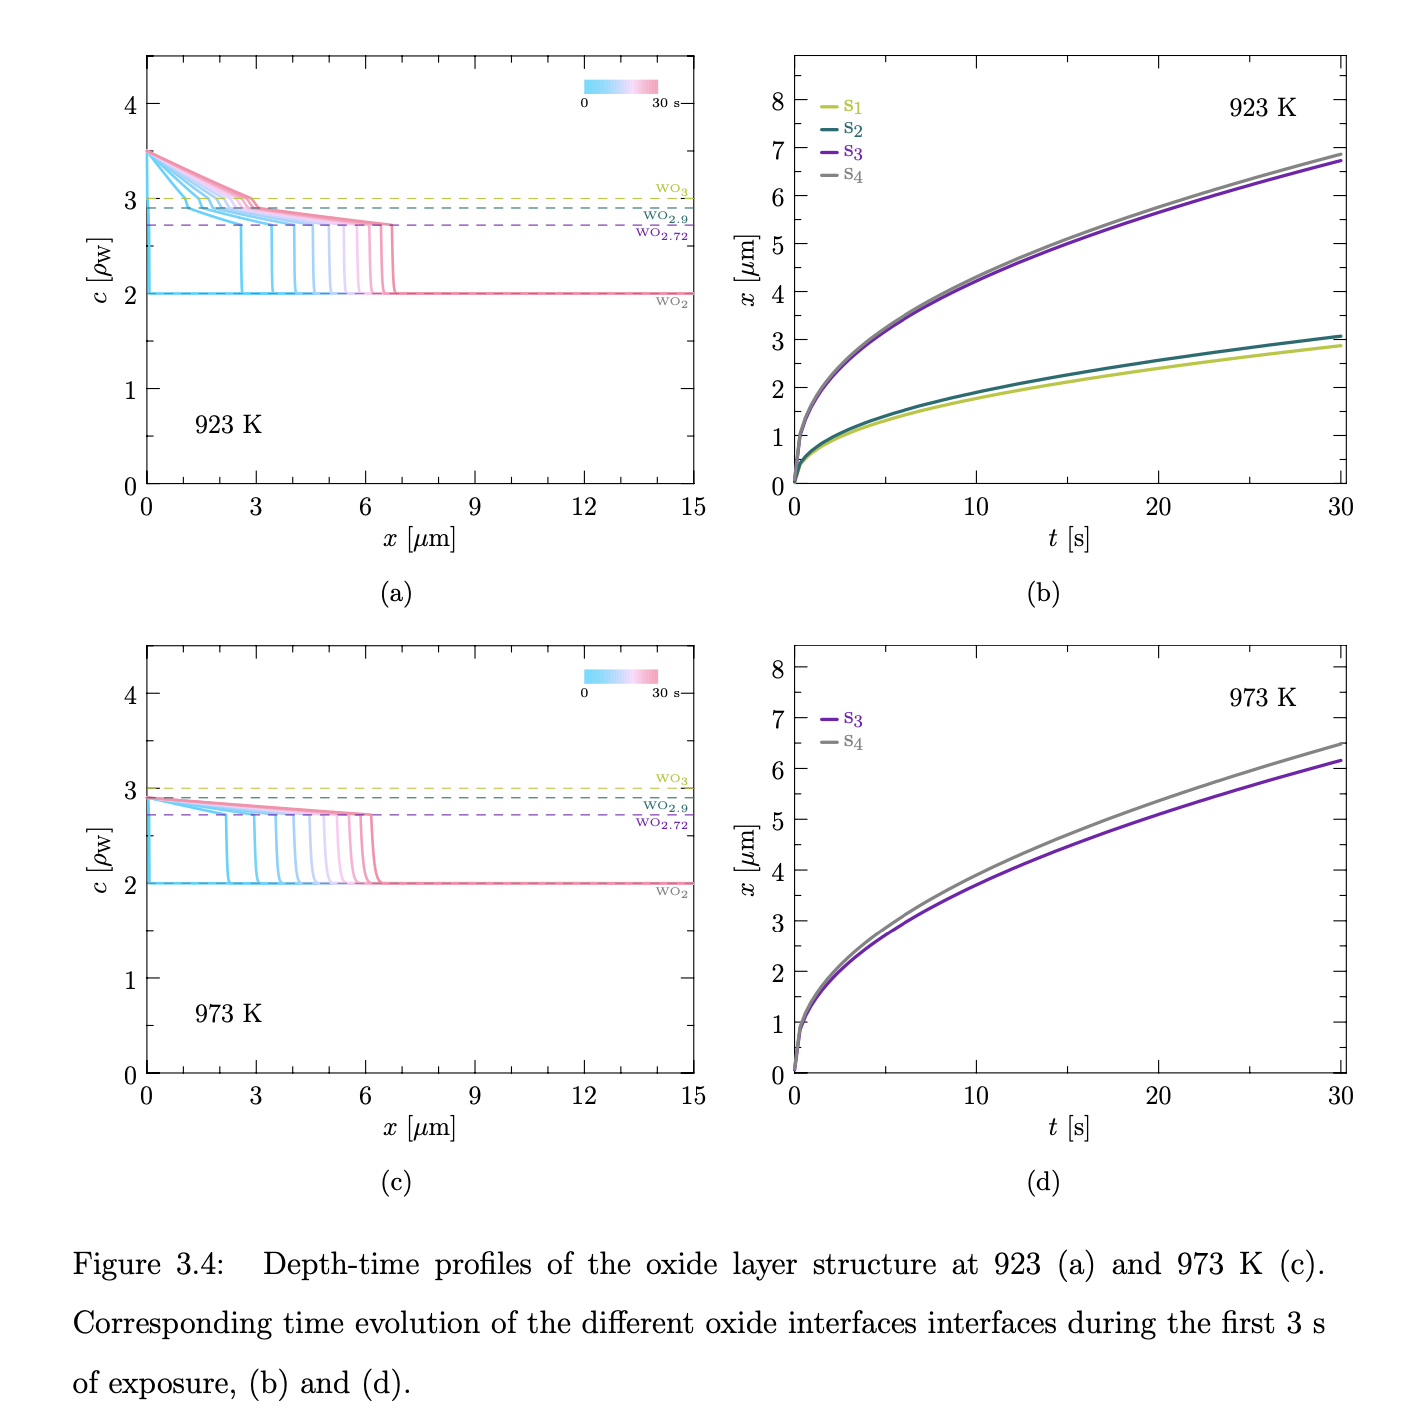 4
3
2
1
0
c [ρw]
0
30 s
WO3
WO2.9
WO2.72
WO2
923 K
0 3 6 9 12 15
x [μm]
(a)
8
7
6
5
4
3
2
1
0
x [μm]
s1
s2
s3
s4
923 K
0 10 20 30
t [s]
(b)
4
3
2
1
0
c [ρw]
0
30 s
WO3
WO2.9
WO2.72
WO2
973 K
0 3 6 9 12 15
x [μm]
(c)
8
7
6
5
4
3
2
1
0
x [μm]
s3
s4
973 K
0 10 20 30
t [s]
(d)
Figure 3.4: Depth-time profiles of the oxide layer structure at 923 (a) and 973 K (c).
Corresponding time evolution of the different oxide interfaces interfaces during the first 3 s
of exposure, (b) and (d).